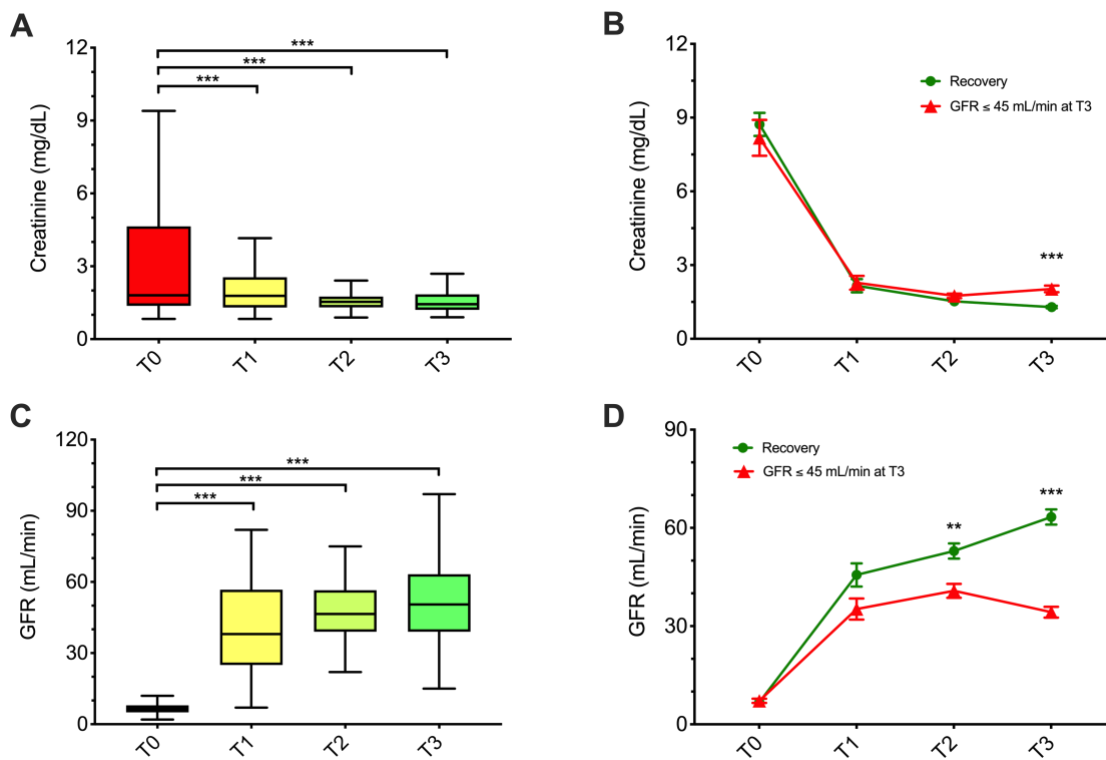 A
Creatinine (mg/dL)
12
9
6
3
0
***
***
***
T0
T1
T2
T3
B
Creatinine (mg/dL)
12
9
6
3
0
Recovery
GFR ≤ 45 mL/min at T3
***
T0
T1
T2
T3
C
GFR (mL/min)
120
90
60
30
0
***
***
***
T0
T1
T2
T3
D
GFR (mL/min)
90
60
30
0
Recovery
GFR ≤ 45 mL/min at T3
**
***
T0
T1
T2
T3